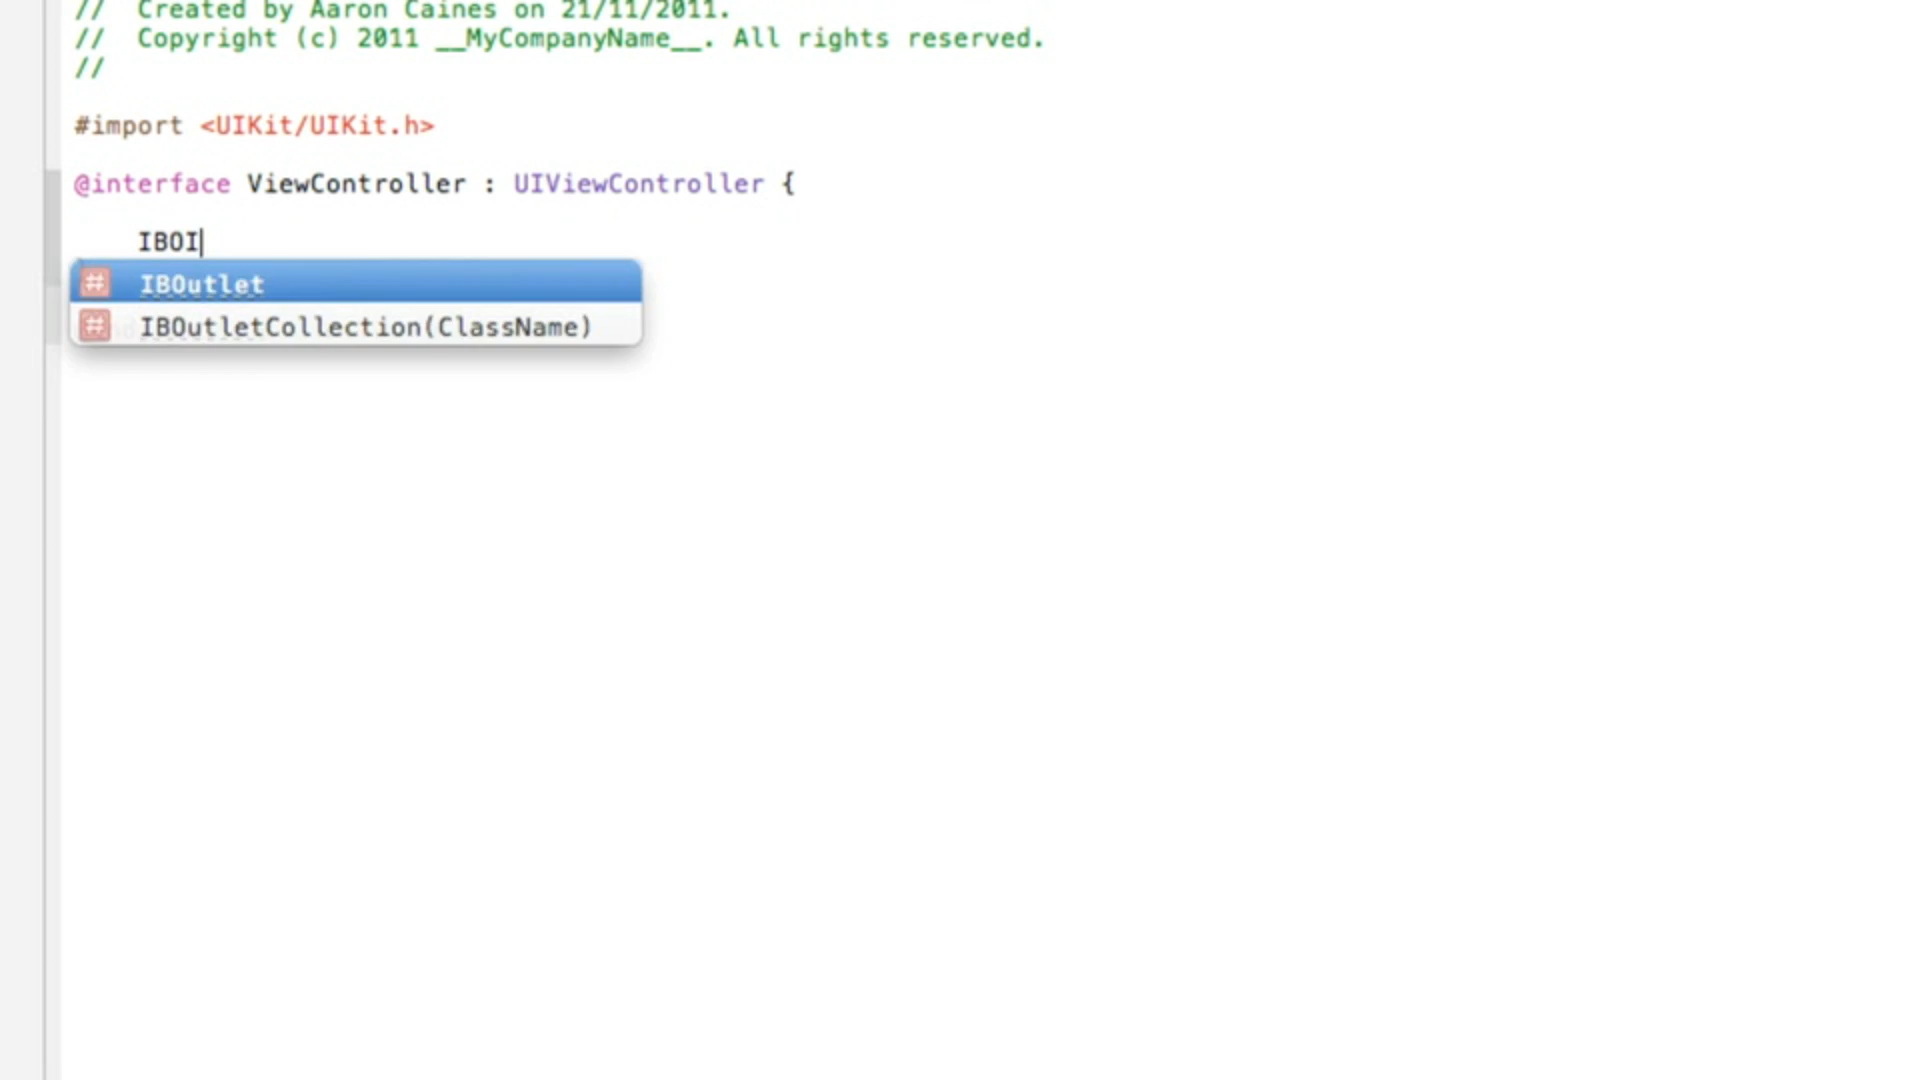 //  Created by Aaron Caines on 21/11/2011.
//  Copyright (c) 2011 __MyCompanyName__. All rights reserved.
//
#import <UIKit/UIKit.h>
@interface ViewController : UIViewController {
IBOI
# IBOutlet
# IBOutletCollection(ClassName)